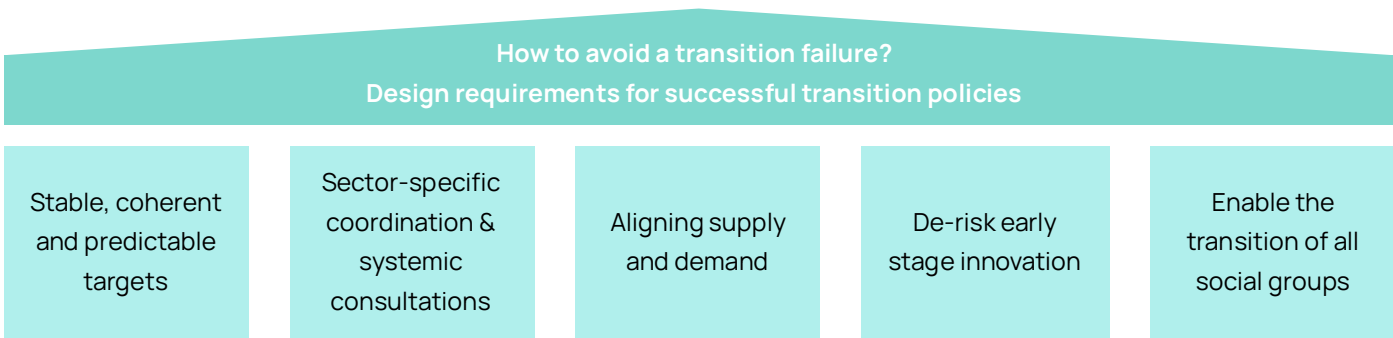 How to avoid a transition failure?
Design requirements for successful transition policies
Stable, coherent
and predictable
targets
Sector-specific
coordination &
systemic
consultations
Aligning supply
and demand
De-risk early
stage innovation
Enable the
transition of all
social groups